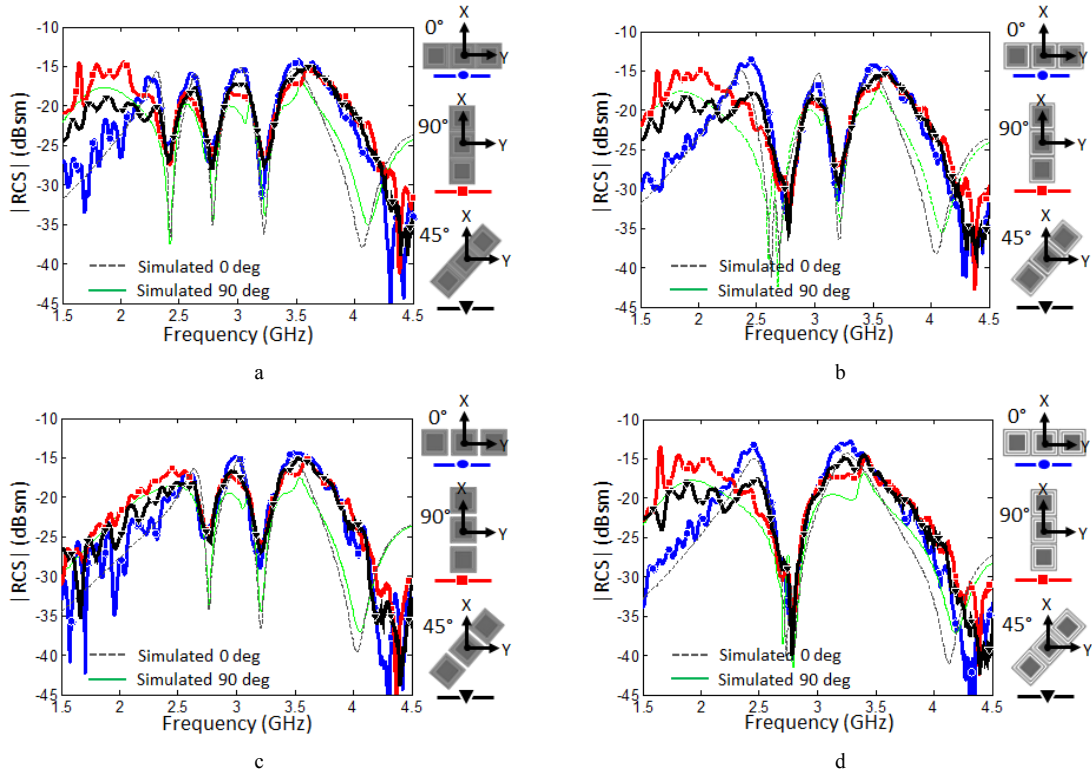 |RCS| (dBsm)
-10
-15
-20
-25
-30
-35
-40
-45
1.5 2 2.5 3 3.5 4 4.5
Frequency (GHz)
Simulated 0 deg
Simulated 90 deg
0° X Y
90° X Y
45° X Y
a
|RCS| (dBsm)
-10
-15
-20
-25
-30
-35
-40
-45
1.5 2 2.5 3 3.5 4 4.5
Frequency (GHz)
Simulated 0 deg
Simulated 90 deg
0° X Y
90° X Y
45° X Y
b
|RCS| (dBsm)
-10
-15
-20
-25
-30
-35
-40
-45
1.5 2 2.5 3 3.5 4 4.5
Frequency (GHz)
Simulated 0 deg
Simulated 90 deg
0° X Y
90° X Y
45° X Y
c
|RCS| (dBsm)
-10
-15
-20
-25
-30
-35
-40
-45
1.5 2 2.5 3 3.5 4 4.5
Frequency (GHz)
Simulated 0 deg
Simulated 90 deg
0° X Y
90° X Y
45° X Y
d